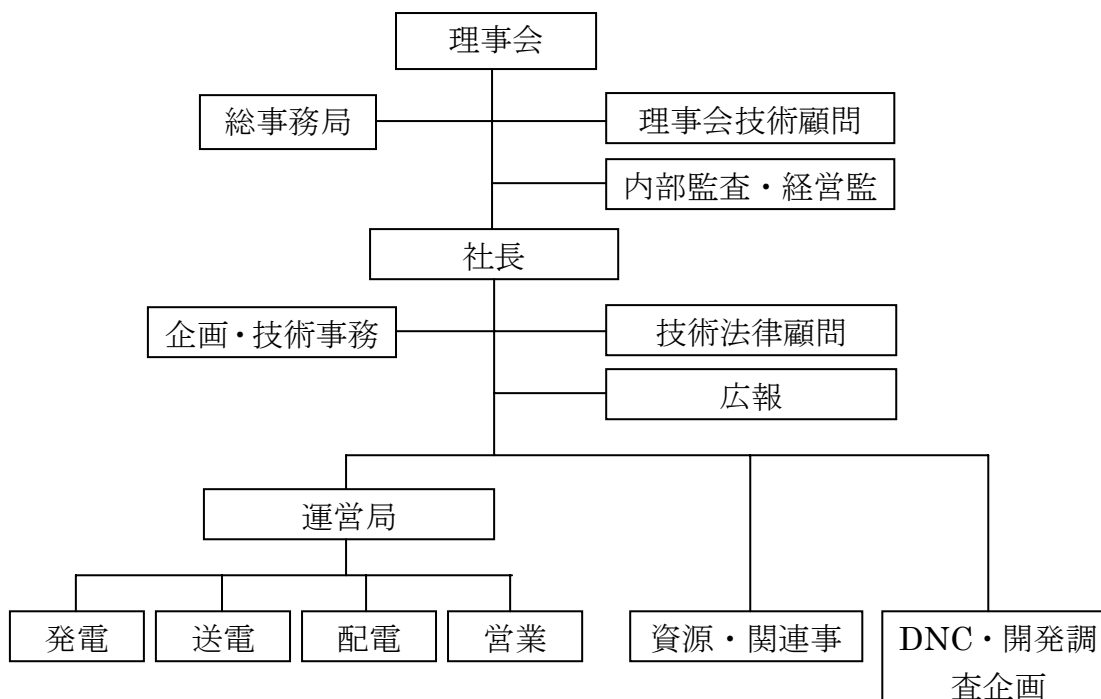 理事会
総事務局
理事会技術顧問
内部監査・経営監
社長
企画・技術事務
技術法律顧問
広報
運営局
発電
送電
配電
営業
資源・関連事
DNC・開発調
査企画